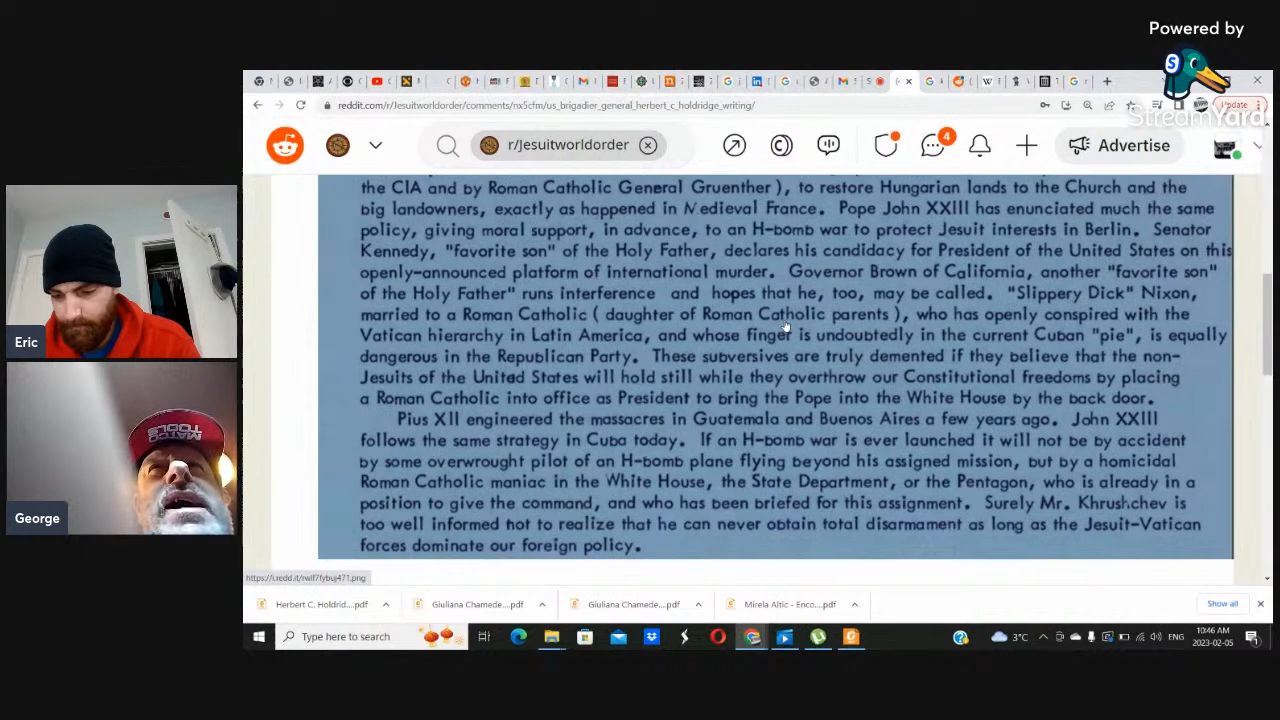 Powered by
StreamYard
reddit.com/r/Jesuitworldorder/comments/nx5cfm/us_brigadier_general_herbert_c_holdridge_writing/
Update
r/Jesuitworldorder
4
Advertise
the CIA and by Roman Catholic General Gruenther), to restore Hungarian lands to the Church and the
big landowners, exactly as happened in Medieval France. Pope John XXIII has enunciated much the same
policy, giving moral support, in advance, to an H-bomb war to protect Jesuit interests in Berlin. Senator
Kennedy, "favorite son" of the Holy Father, declares his candidacy for President of the United States on this
openly-announced platform of international murder. Governor Brown of California, another "favorite son"
of the Holy Father" runs interference and hopes that he, too, may be called. "Slippery Dick" Nixon,
married to a Roman Catholic ( daughter of Roman Catholic parents ), who has openly conspired with the
Vatican hierarchy in Latin America, and whose finger is undoubtedly in the current Cuban "pie", is equally
dangerous in the Republican Party. These subversives are truly demented if they believe that the non-
Jesuits of the United States will hold still while they overthrow our Constitutional freedoms by placing
a Roman Catholic into office as President to bring the Pope into the White House by the back door.
Pius XII engineered the massacres in Guatemala and Buenos Aires a few years ago. John XXIII
follows the same strategy in Cuba today. If an H-bomb war is ever launched it will not be by accident
by some overwrought pilot of an H-bomb plane flying beyond his assigned mission, but by a homicidal
Roman Catholic maniac in the White House, the State Department, or the Pentagon, who is already in a
position to give the command, and who has been briefed for this assignment. Surely Mr. Khrushchev is
too well informed not to realize that he can never obtain total disarmament as long as the Jesuit-Vatican
forces dominate our foreign policy.
Eric
George
https://i.redd.it/rwlf7fybuj471.png
Herbert C. Holdrid....pdf
Giuliana Chamede....pdf
Giuliana Chamede....pdf
Mirela Altic - Enco....pdf
Show all
Type here to search
3°C
ENG
10:46 AM
2023-02-05